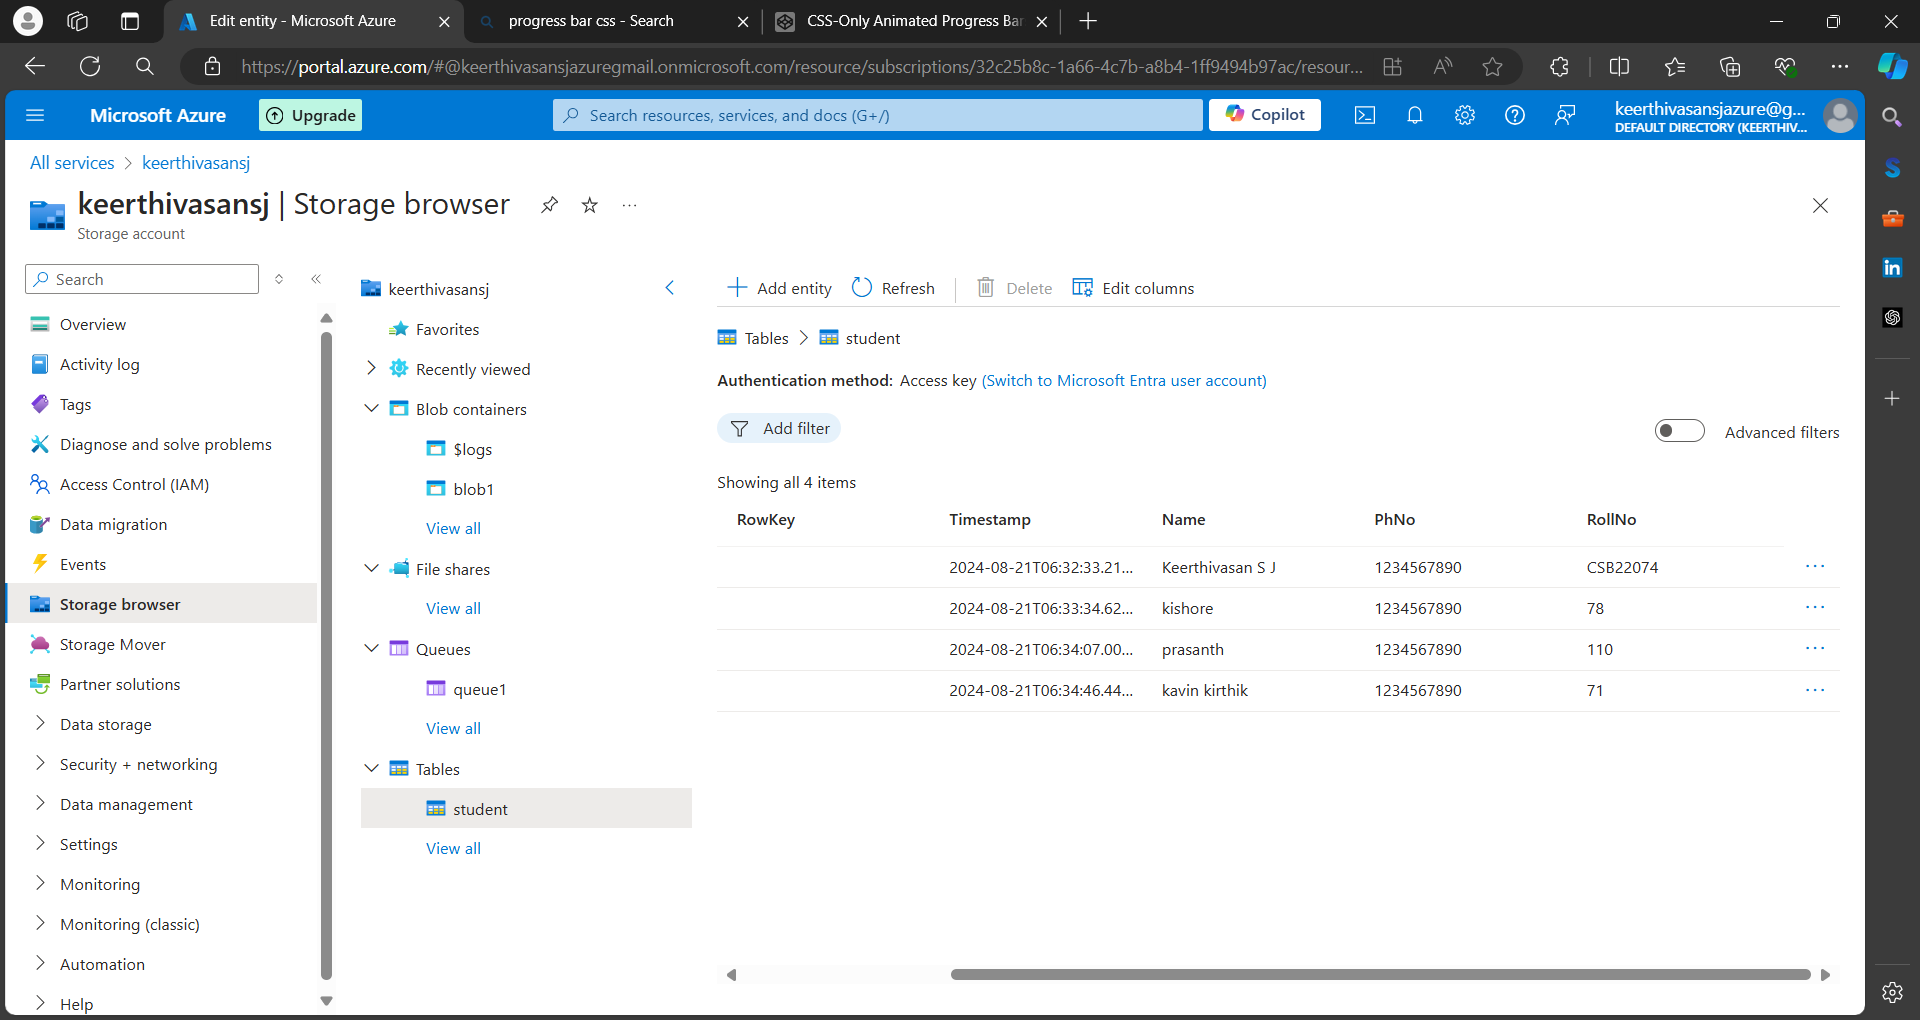 Edit entity - Microsoft Azure
progress bar css - Search
CSS-Only Animated Progress Bar
https://portal.azure.com/#@keerthivasansjazuregmail.onmicrosoft.com/resource/subscriptions/32c25b8c-1a66-4c7b-a8b4-1ff9494b97ac/resour...
Microsoft Azure
Upgrade
Search resources, services, and docs (G+/)
Copilot
keerthivasansjazure@g...
DEFAULT DIRECTORY (KEERTHIV...
All services > keerthivasansj
keerthivasansj | Storage browser
...
Storage account
Search
Overview
Activity log
Tags
Diagnose and solve problems
Access Control (IAM)
Data migration
Events
Storage browser
Storage Mover
Partner solutions
Data storage
Security + networking
Data management
Settings
Monitoring
Monitoring (classic)
Automation
Help
keerthivasansj
Favorites
Recently viewed
Blob containers
$logs
blob1
View all
File shares
View all
Queues
queue1
View all
Tables
student
View all
Add entity
Refresh
Delete
Edit columns
Tables > student
Authentication method: Access key (Switch to Microsoft Entra user account)
Add filter
Advanced filters
Showing all 4 items
RowKey Timestamp Name PhNo RollNo
2024-08-21T06:32:33.21... Keerthivasan S J 1234567890 CSB22074 ...
2024-08-21T06:33:34.62... kishore 1234567890 78 ...
2024-08-21T06:34:07.00... prasanth 1234567890 110 ...
2024-08-21T06:34:46.44... kavin kirthik 1234567890 71 ...